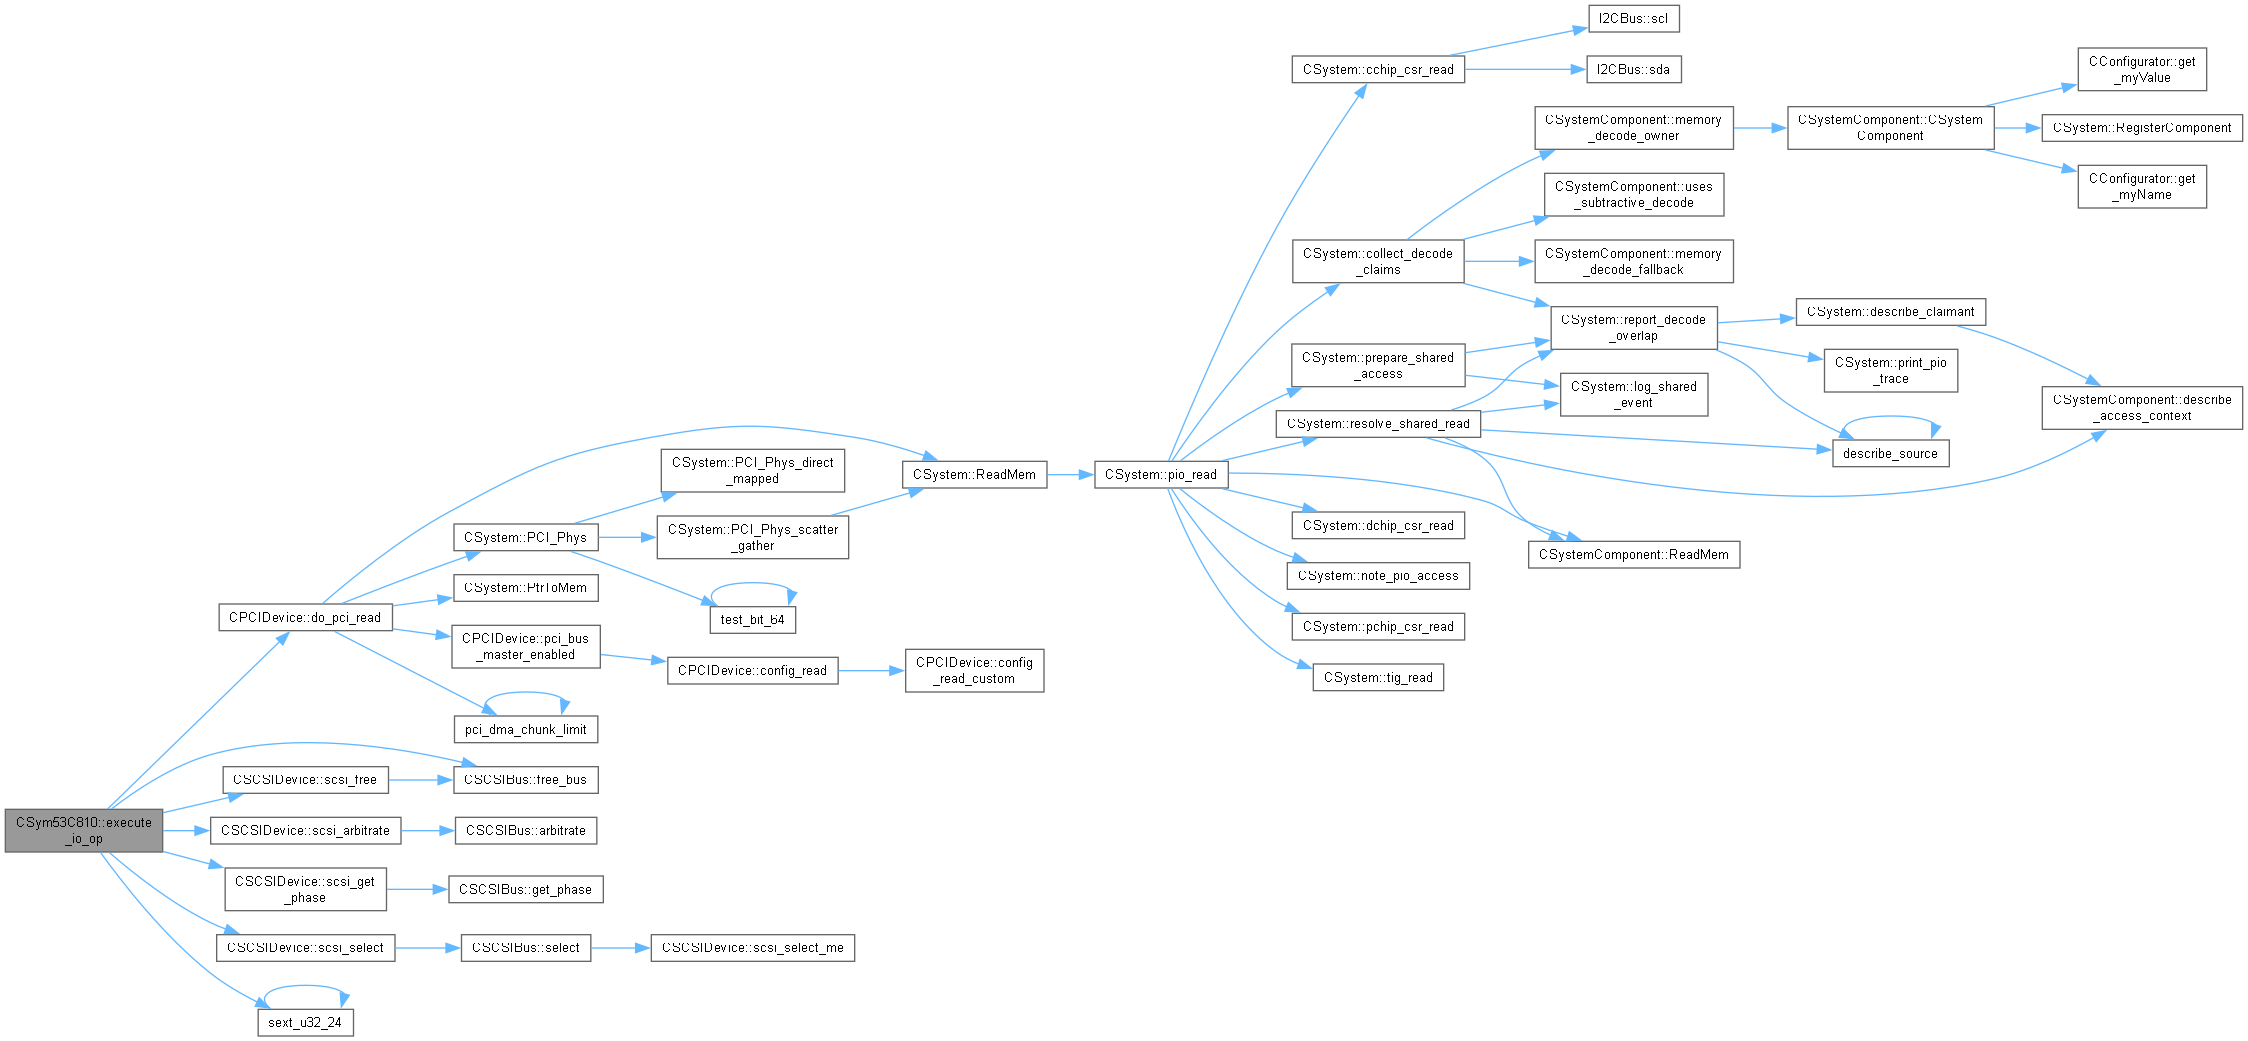 CSym53C810::execute
_io_op
CPCIDevice::do_pci_read
CSystem::PCI_Phys
CSystem::PCI_Phys_direct
_mapped
CSystem::PCI_Phys_scatter
_gather
CSystem::ReadMem
test_bit_64
CSystem::PtrToMem
CPCIDevice::pci_bus
_master_enabled
CPCIDevice::config_read
CPCIDevice::config
_read_custom
pci_dma_chunk_limit
CSCSIDevice::scsi_free
CSCSIBus::free_bus
CSCSIDevice::scsi_arbitrate
CSCSIBus::arbitrate
CSCSIDevice::scsi_get
_phase
CSCSIBus::get_phase
CSCSIDevice::scsi_select
CSCSIBus::select
CSCSIDevice::scsi_select_me
sext_u32_24
CSystem::pio_read
CSystem::cchip_csr_read
I2CBus::scl
I2CBus::sda
CSystem::collect_decode
_claims
CSystemComponent::memory
_decode_owner
CSystemComponent::CSystem
Component
CConfigurator::get
_myValue
CSystem::RegisterComponent
CConfigurator::get
_myName
CSystemComponent::uses
_subtractive_decode
CSystemComponent::memory
_decode_fallback
CSystem::report_decode
_overlap
CSystem::describe_claimant
CSystem::print_pio
_trace
CSystemComponent::describe
_access_context
describe_source
CSystem::prepare_shared
_access
CSystem::log_shared
_event
CSystem::resolve_shared_read
CSystemComponent::ReadMem
CSystem::dchip_csr_read
CSystem::note_pio_access
CSystem::pchip_csr_read
CSystem::tig_read